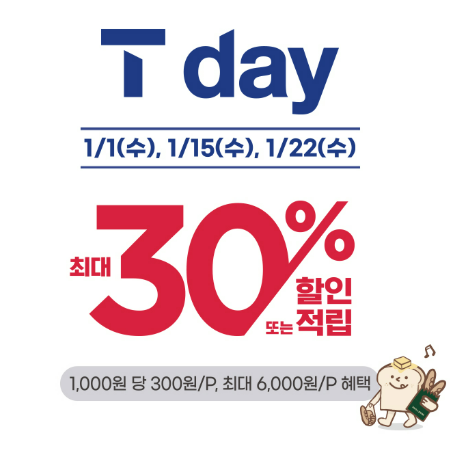 T day
1/1(수), 1/15(수), 1/22(수)
최대 30%
할인
또는 적립
1,000원 당 300원/P, 최대 6,000원/P 혜택